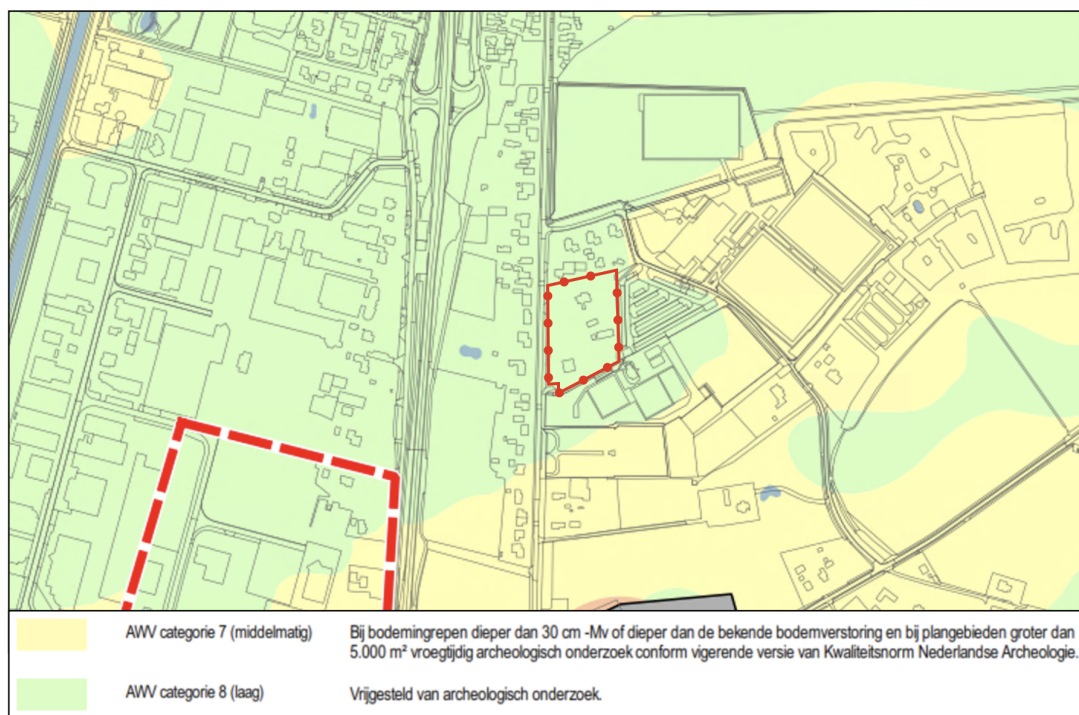 AWV categorie 7 (middelmatig) Bij bodemingrepen dieper dan 30 cm -Mv of dieper dan de bekende bodemverstoring en bij plangebieden groter dan
5.000 m² vroegtijdig archeologisch onderzoek conform vigerende versie van Kwaliteitsnorm Nederlandse Archeologie.
AWV categorie 8 (laag) Vrijgesteld van archeologisch onderzoek.